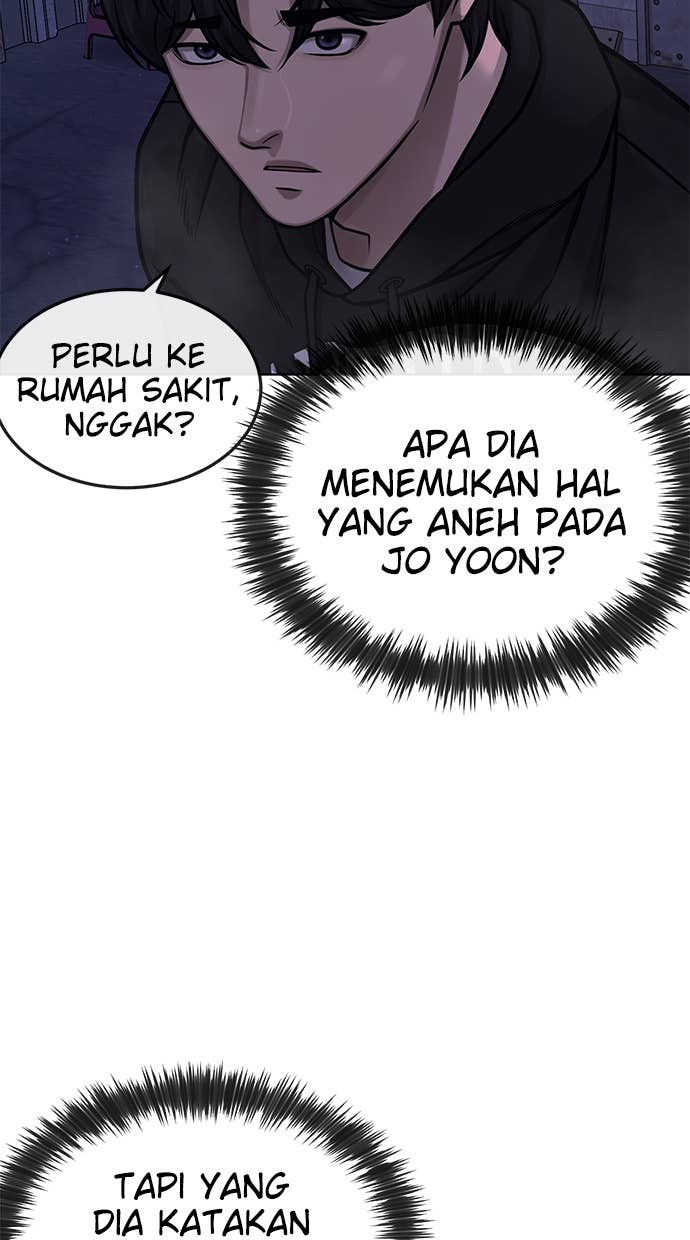 PERLU KE
RUMAH SAKIT,
NGGAK?
APA DIA
MENEMUKAN HAL
YANG ANEH PADA
JO YOON?
TAPI YANG
DIA KATAKAN